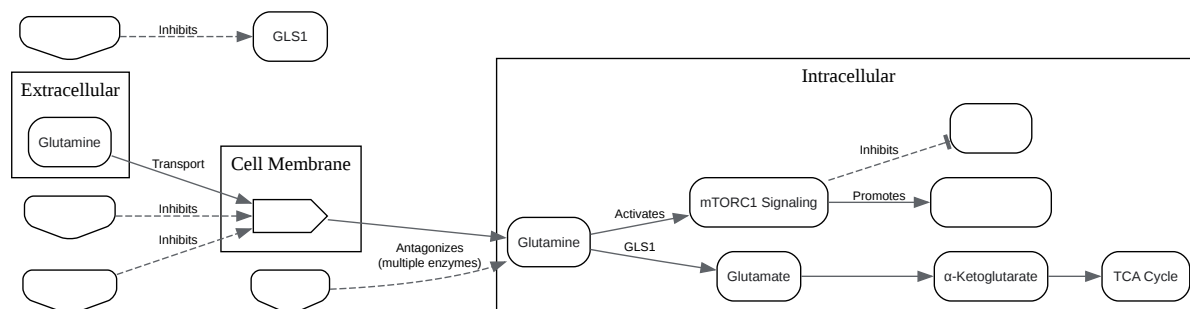 Inhibits
GLS1
Extracellular
Glutamine
Transport
Cell Membrane
Inhibits
Inhibits
Antagonizes
(multiple enzymes)
Intracellular
Glutamine
Activates
mTORC1 Signaling
Inhibits
Promotes
GLS1
Glutamate
α-Ketoglutarate
TCA Cycle